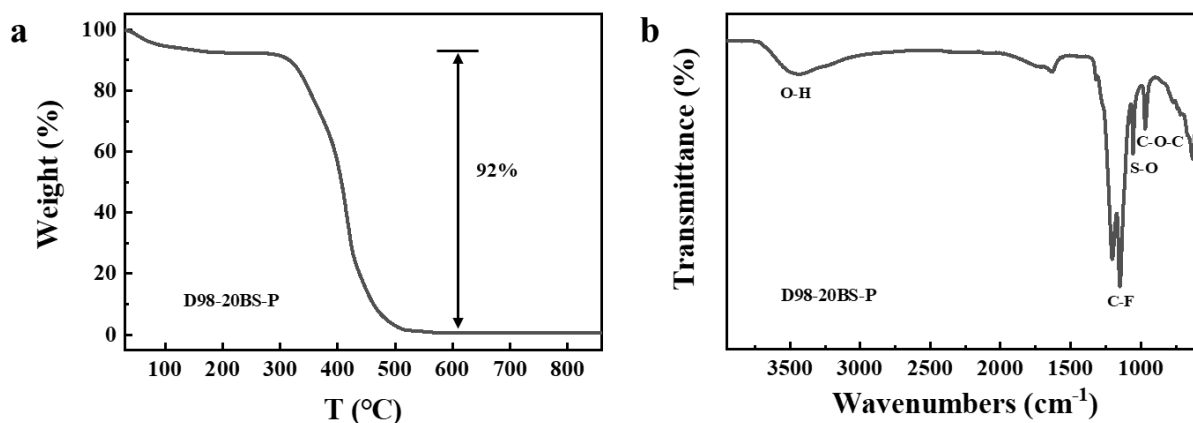 a
100
80
60
40
20
0
Weight (%)
92%
D98-20BS-P
100 200 300 400 500 600 700 800
T (°C)
b
Transmittance (%)
O-H
C-O-C
S-O
C-F
D98-20BS-P
3500 3000 2500 2000 1500 1000
Wavenumbers (cm⁻¹)